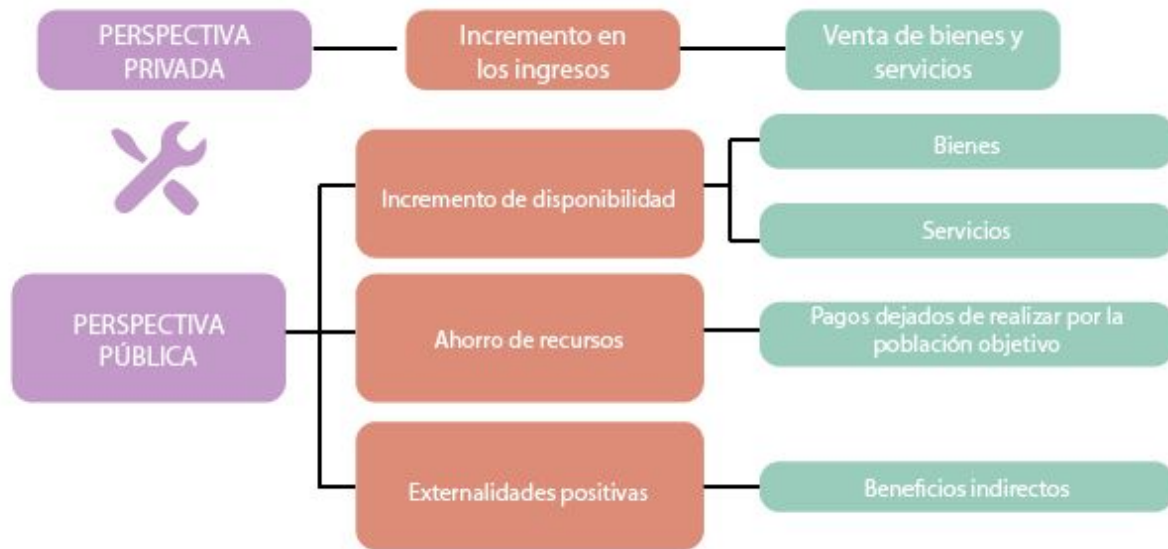 PERSPECTIVA
PRIVADA
Incremento en
los ingresos
Venta de bienes y
servicios
Incremento de disponibilidad
Bienes
Servicios
PERSPECTIVA
PÚBLICA
Ahorro de recursos
Pagos dejados de realizar por la
población objetivo
Externalidades positivas
Beneficios indirectos